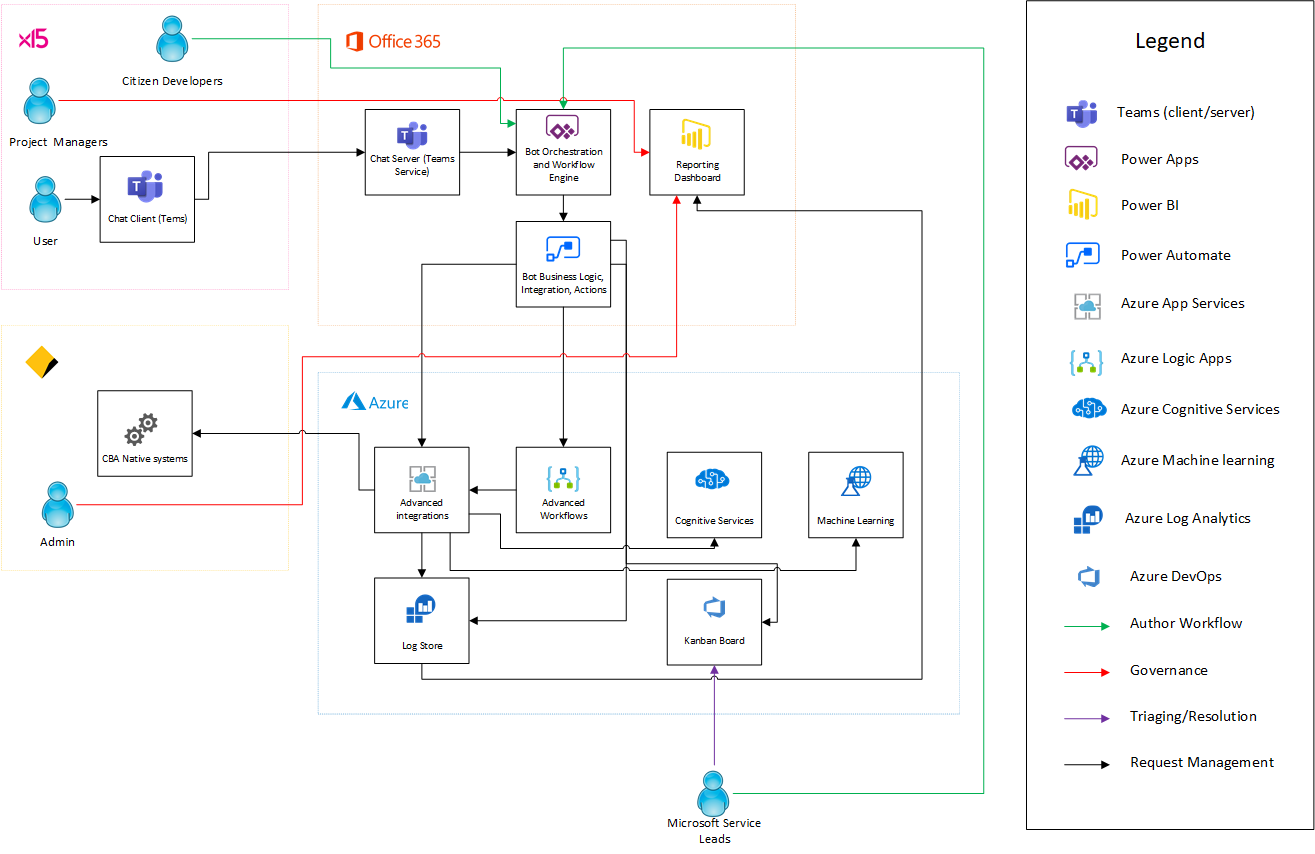 x15
Citizen Developers
Project Managers
User
Chat Client (Tems)
Office 365
Chat Server (Teams
Service)
Bot Orchestration
and Workflow
Engine
Reporting
Dashboard
Bot Business Logic,
Integration, Actions
CBA Native systems
Admin
Azure
Advanced
integrations
Advanced
Workflows
Cognitive Services
Machine Learning
Log Store
Kanban Board
Microsoft Service
Leads
Legend
Teams (client/server)
Power Apps
Power BI
Power Automate
Azure App Services
Azure Logic Apps
Azure Cognitive Services
Azure Machine learning
Azure Log Analytics
Azure DevOps
Author Workflow
Governance
Triaging/Resolution
Request Management